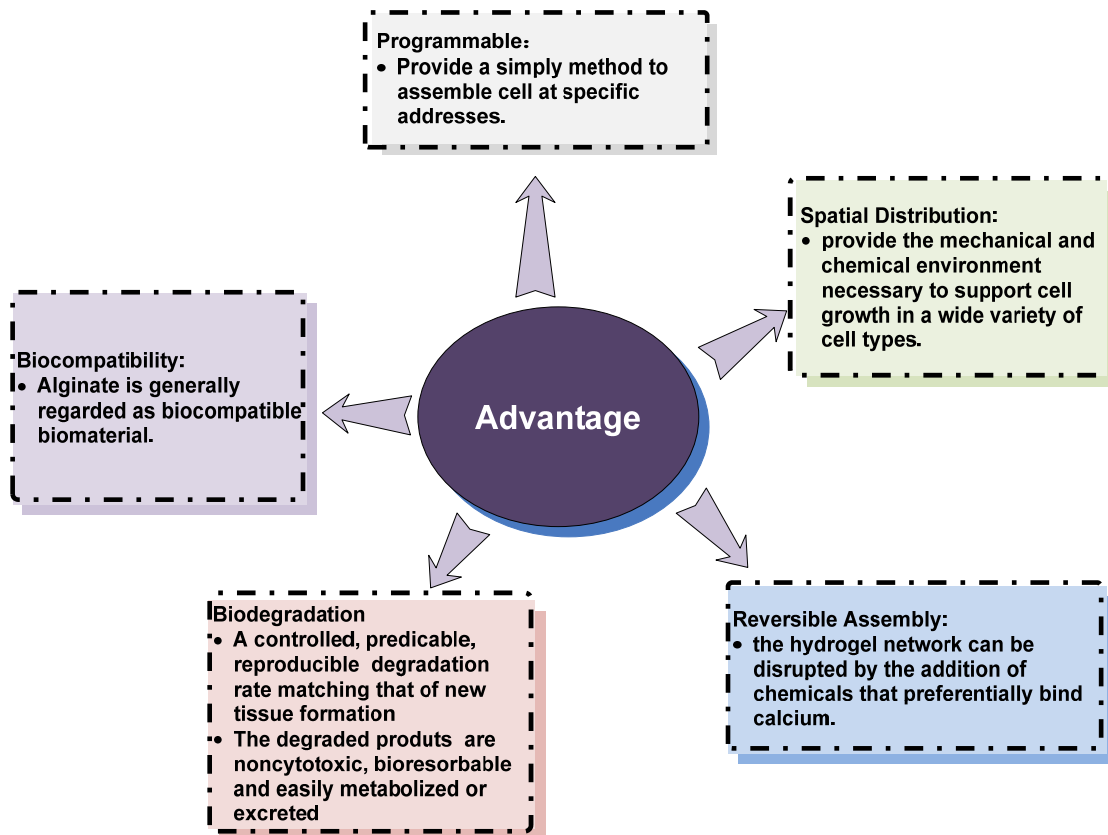 Programmable:
• Provide a simply method to
assemble cell at specific
addresses.
Spatial Distribution:
• provide the mechanical and
chemical environment
necessary to support cell
growth in a wide variety of
cell types.
Biocompatibility:
• Alginate is generally
regarded as biocompatible
biomaterial.
Advantage
Biodegradation
• A controlled, predicable,
reproducible degradation
rate matching that of new
tissue formation
• The degraded produts are
noncytotoxic, bioresorbable
and easily metabolized or
excreted
Reversible Assembly:
• the hydrogel network can be
disrupted by the addition of
chemicals that preferentially bind
calcium.